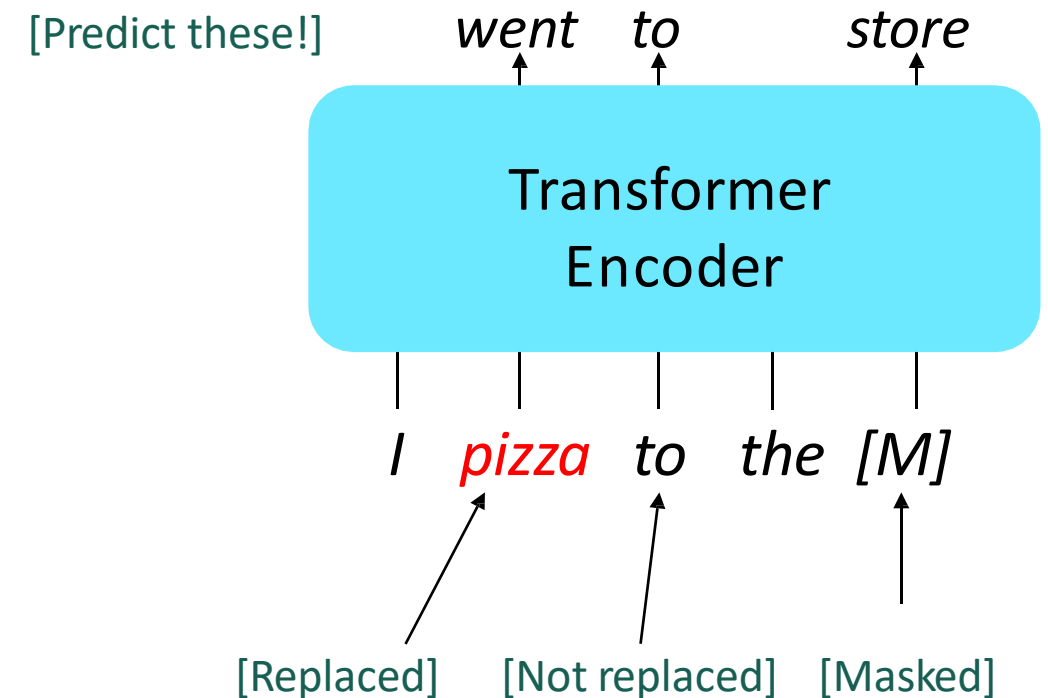 [Predict these!] went to store
Transformer
Encoder
I pizza to the [M]
[Replaced] [Not replaced] [Masked]